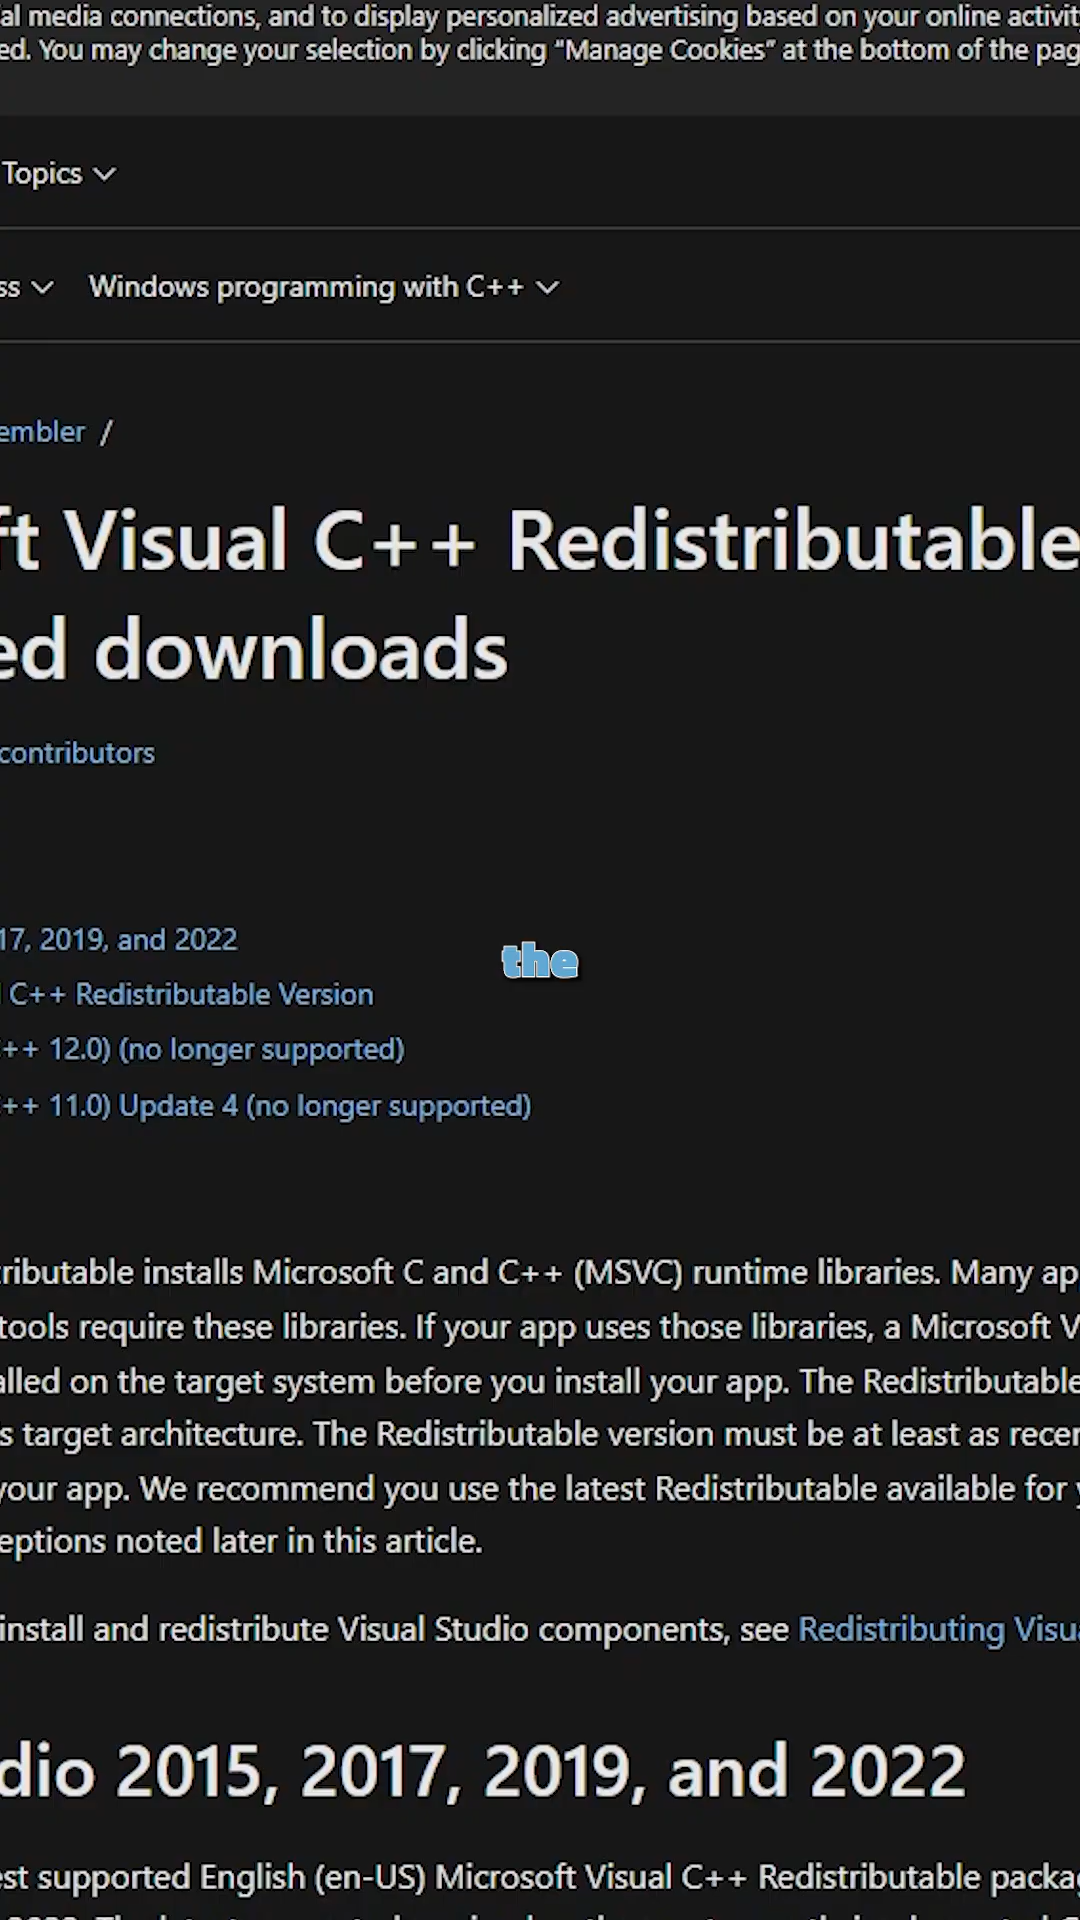 al media connections, and to display personalized advertising based on your online activit
ed. You may change your selection by clicking “Manage Cookies” at the bottom of the pag
Topics
ss Windows programming with C++
embler /
ft Visual C++ Redistributable
ed downloads
contributors
17, 2019, and 2022
the
C++ Redistributable Version
++ 12.0) (no longer supported)
++ 11.0) Update 4 (no longer supported)
ributable installs Microsoft C and C++ (MSVC) runtime libraries. Many ap
tools require these libraries. If your app uses those libraries, a Microsoft V
alled on the target system before you install your app. The Redistributable
s target architecture. The Redistributable version must be at least as recen
your app. We recommend you use the latest Redistributable available for y
eptions noted later in this article.
install and redistribute Visual Studio components, see Redistributing Visua
dio 2015, 2017, 2019, and 2022
est supported English (en-US) Microsoft Visual C++ Redistributable packag